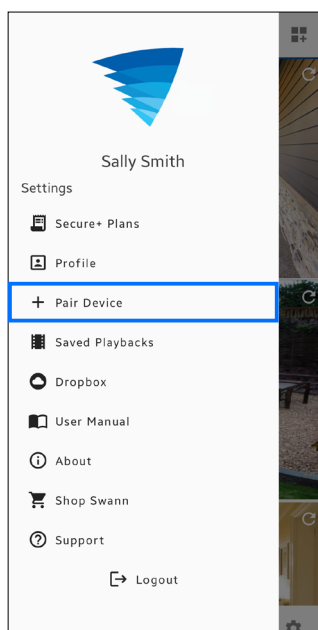 Sally Smith
Settings
Secure+ Plans
Profile
Pair Device
Saved Playbacks
Dropbox
User Manual
About
Shop Swann
Support
Logout